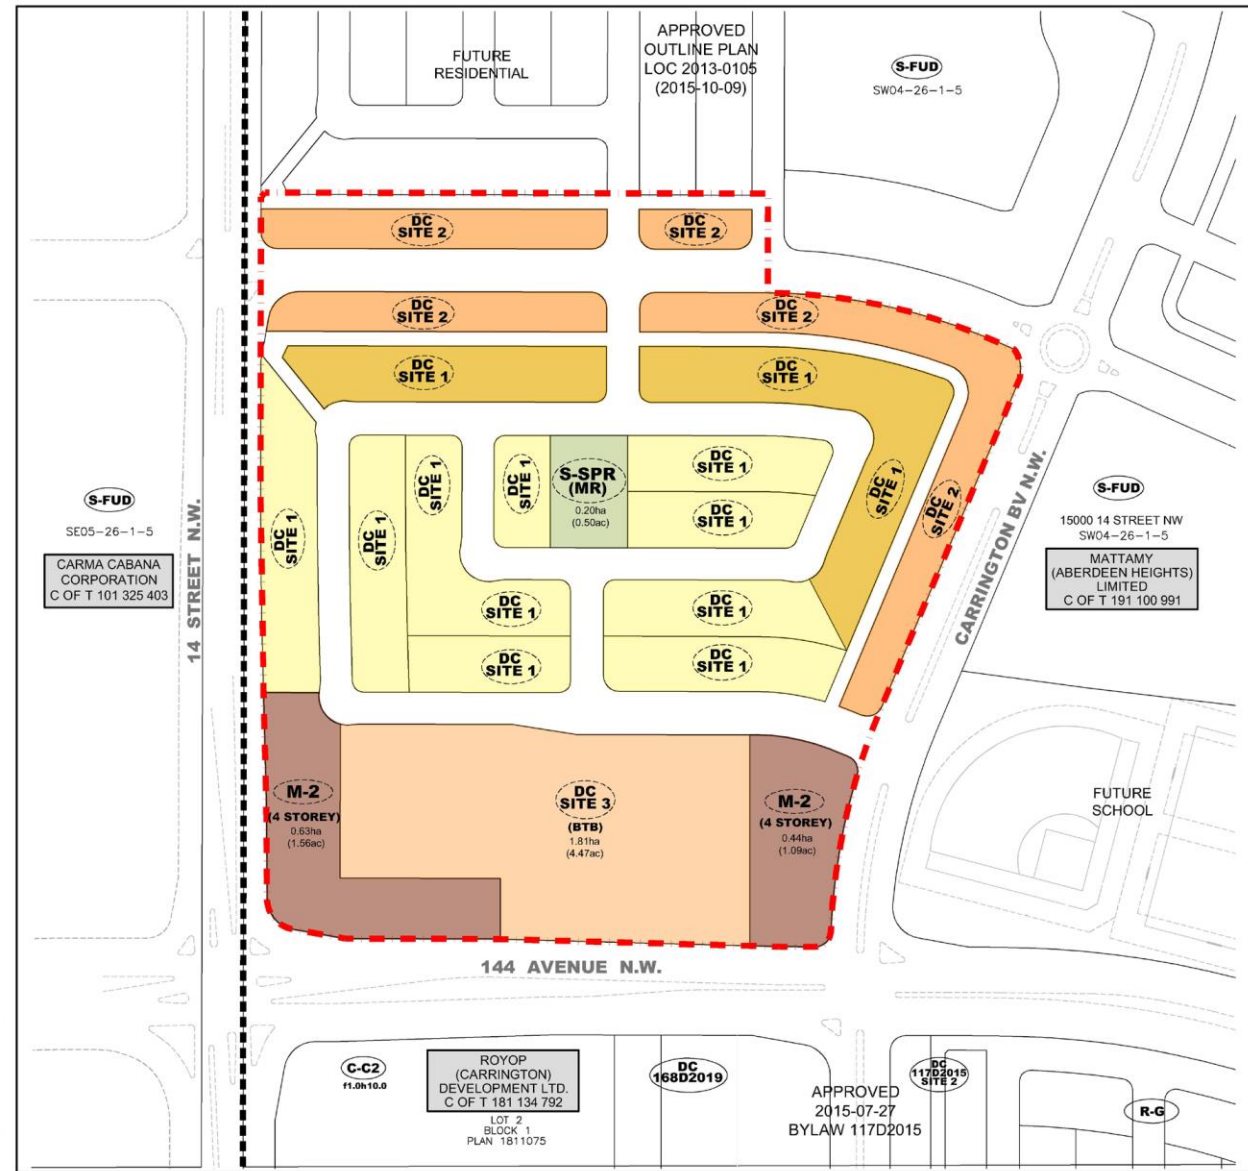 FUTURE
RESIDENTIAL
APPROVED
OUTLINE PLAN
LOC 2013-0105
(2015-10-09)
S-FUD
SW04-26-1-5
DC
SITE 2
DC
SITE 2
DC
SITE 2
DC
SITE 2
DC
SITE 1
DC
SITE 1
DC
SITE 1
DC
SITE 1
DC
SITE 1
DC
SITE 1
S-SPR
(MR)
0.20ha
(0.50ac)
DC
SITE 1
DC
SITE 1
DC
SITE 1
DC
SITE 2
S-FUD
SE05-26-1-5
CARMA CABANA
CORPORATION
C OF T 101 325 403
14 STREET N.W.
S-FUD
15000 14 STREET NW
SW04-26-1-5
MATTAMY
(ABERDEEN HEIGHTS)
LIMITED
C OF T 191 100 991
CARRINGTON BV N.W.
DC
SITE 1
DC
SITE 1
DC
SITE 1
DC
SITE 1
M-2
(4 STOREY)
0.63ha
(1.56ac)
DC
SITE 3
(BTB)
1.81ha
(4.47ac)
M-2
(4 STOREY)
0.44ha
(1.09ac)
FUTURE
SCHOOL
144 AVENUE N.W.
C-C2
f1.0h10.0
ROYOP
(CARRINGTON)
DEVELOPMENT LTD.
C OF T 181 134 792
LOT 2
BLOCK 1
PLAN 1811075
DC
168D2019
APPROVED
2015-07-27
BYLAW 117D2015
DC
117D2015
SITE 2
R-G